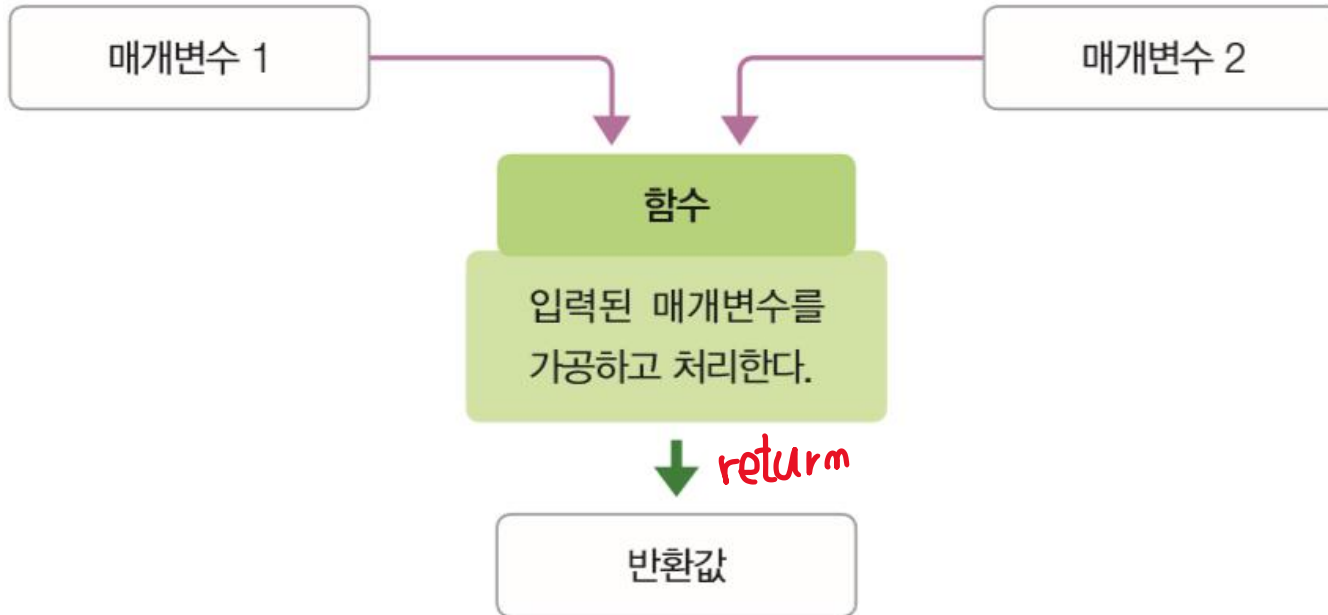 매개변수 1
매개변수 2
함수
입력된 매개변수를
가공하고 처리한다.
return
반환값